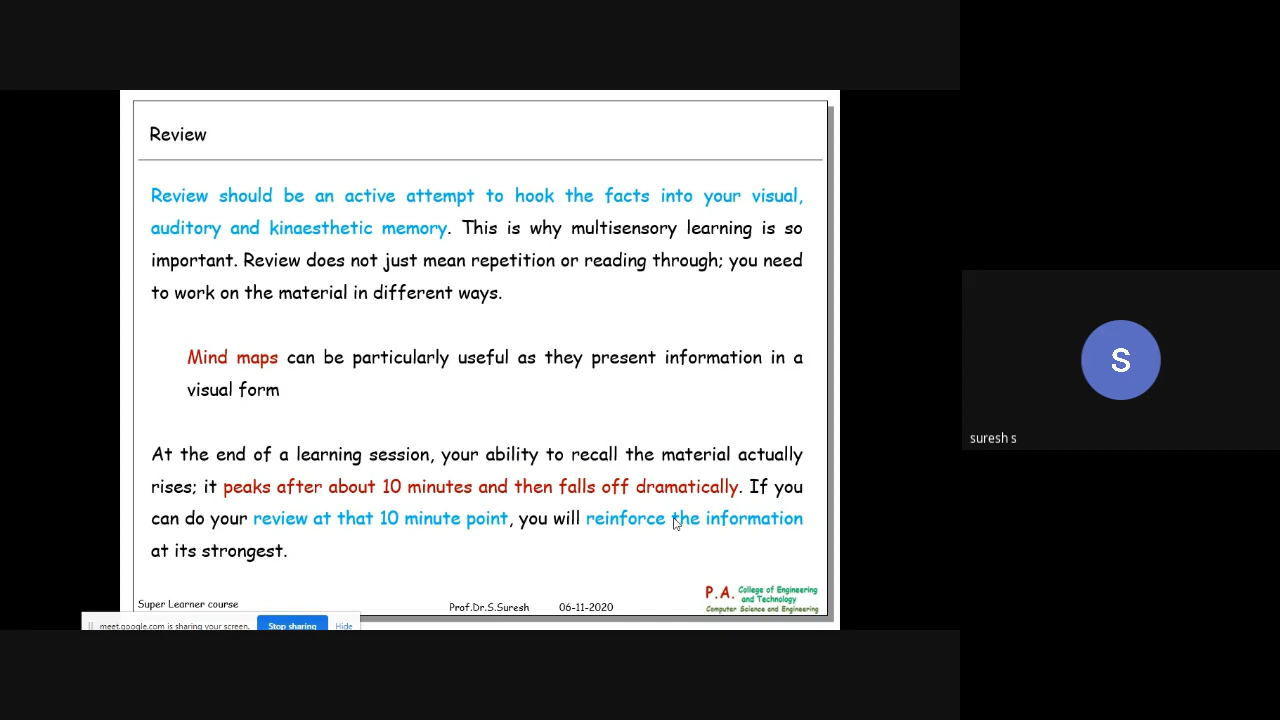 Review
Review should be an active attempt to hook the facts into your visual,
auditory and kinaesthetic memory. This is why multisensory learning is so
important. Review does not just mean repetition or reading through; you need
to work on the material in different ways.
Mind maps can be particularly useful as they present information in a
visual form
At the end of a learning session, your ability to recall the material actually
rises; it peaks after about 10 minutes and then falls off dramatically. If you
can do your review at that 10 minute point, you will reinforce the information
at its strongest.
Super Learner course
Prof.Dr.S.Suresh 06-11-2020
P.A. College of Engineering
and Technology
Computer Science and Engineering
meet.google.com is sharing your screen.
Stop sharing
Hide
S
suresh s